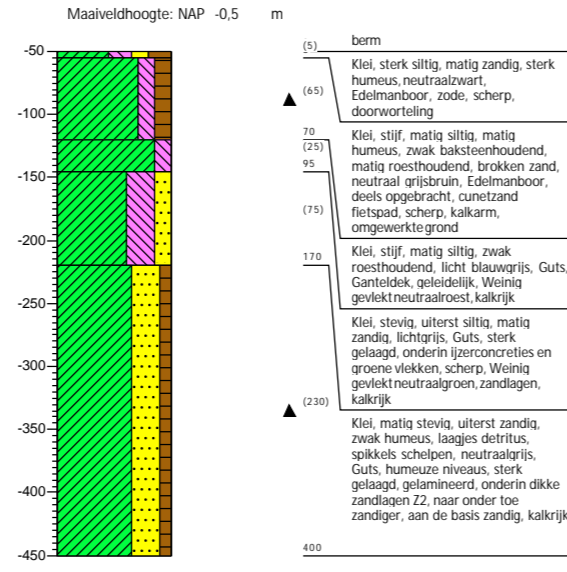 Maaiveldhoogte: NAP -0,5 m
-50
-100
-150
-200
-250
-300
-350
-400
-450
(5)
(65)
70
(25)
95
(75)
170
(230)
400
berm
Klei, sterk siltig, matig zandig, sterk
humeus, neutraalzwart,
Edelmanboor, zode, scherp,
doorworteling
Klei, stijf, matig siltig, matig
humeus, zwak baksteenhoudend,
matig roesthoudend, brokken zand,
neutraal grijsbruin, Edelmanboor,
deels opgebracht, cunetzand
fietspad, scherp, kalkarm,
omgewerkte grond
Klei, stijf, matig siltig, zwak
roesthoudend, licht blauwgrijs, Guts,
Ganteldek, geleidelijk, Weinig
gevlekt neutraalroest, kalkrijk
Klei, stevig, uiterst siltig, matig
zandig, lichtgrijs, Guts, sterk
gelaagd, onderin ijzerconcreties en
groene vlekken, scherp, Weinig
gevlekt neutraalgroen, zandlagen,
kalkrijk
Klei, matig stevig, uiterst zandig,
zwak humeus, laagjes detritus,
spikkels schelpen, neutraalgrijs,
Guts, humeuze niveaus, sterk
gelaagd, gelamineerd, onderin dikke
zandlagen Z2, naar onder toe
zandiger, aan de basis zandig, kalkrijk